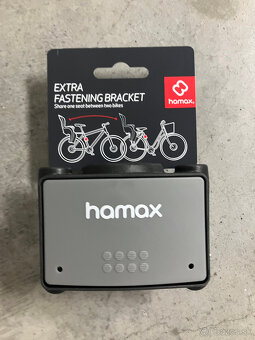 EXTRA
FASTENING BRACKET
Share one seat between two bikes
hamax.
hamax